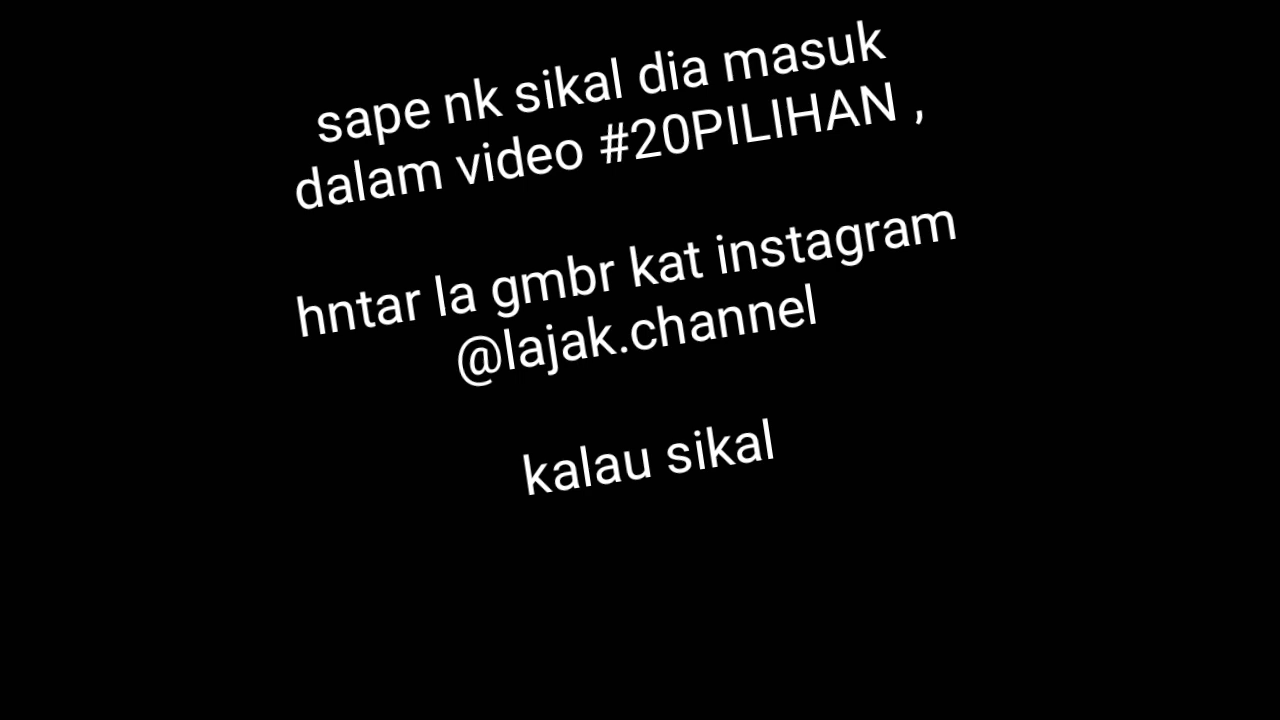 sape nk sikal dia masuk
dalam video #20PILIHAN ,
hntar la gmbr kat instagram
@lajak.channel
kalau sikal